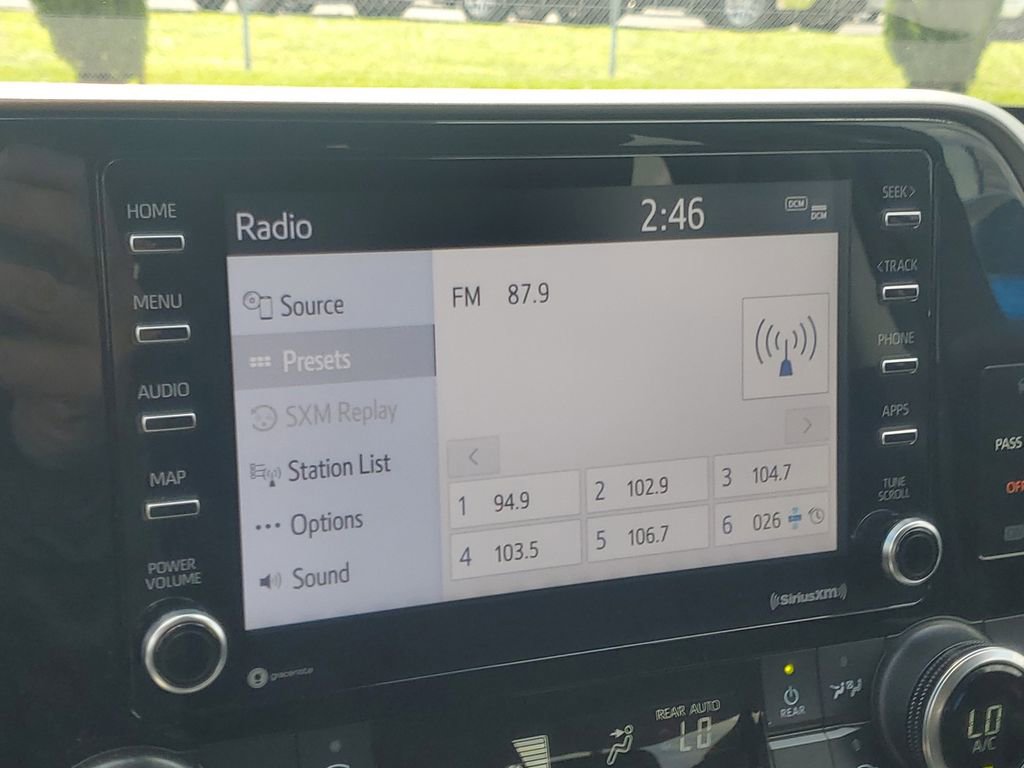 HOME
MENU
AUDIO
MAP
POWER
VOLUME
Radio
2:46
DCM
DCM
Source
Presets
SXM Replay
Station List
Options
Sound
FM 87.9
<
>
1 94.9
2 102.9
3 104.7
4 103.5
5 106.7
6 026
SEEK>
<TRACK
PHONE
APPS
TUNE
SCROLL
PASS
gracenote
SiriusXM
REAR AUTO
LO
REAR
LO
A/C